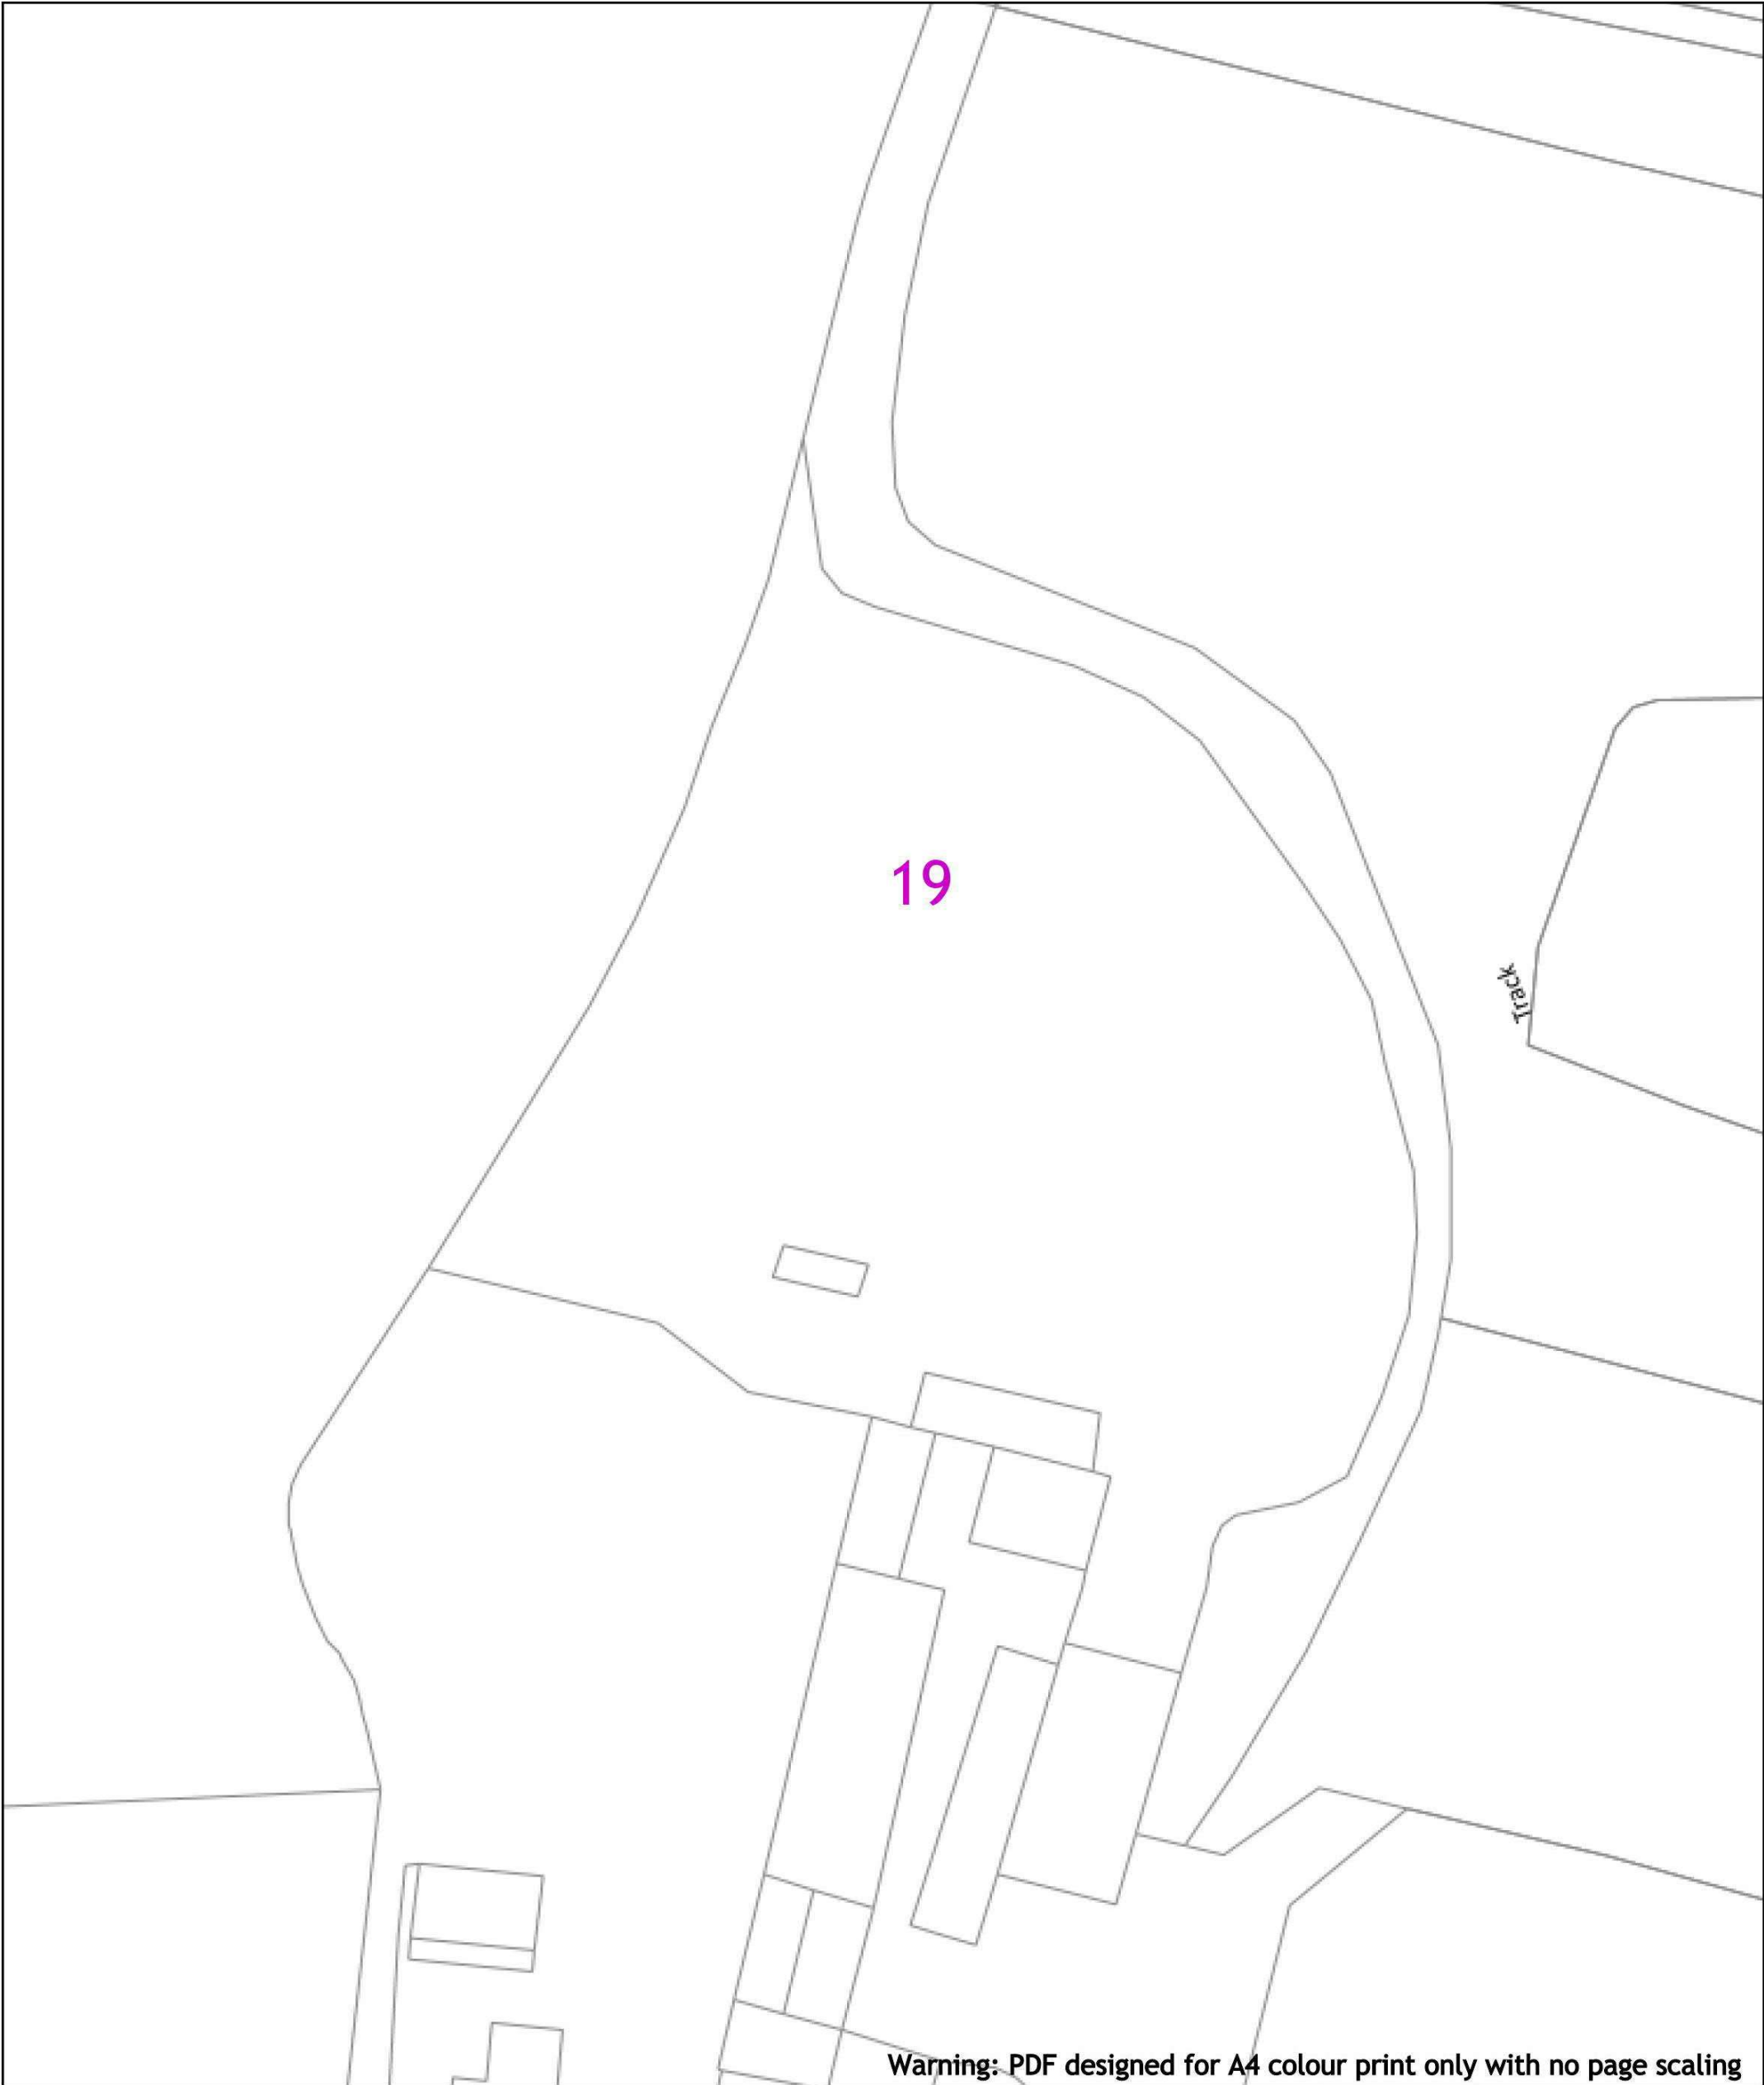 19
Track
Warning: PDF designed for A4 colour print only with no page scaling